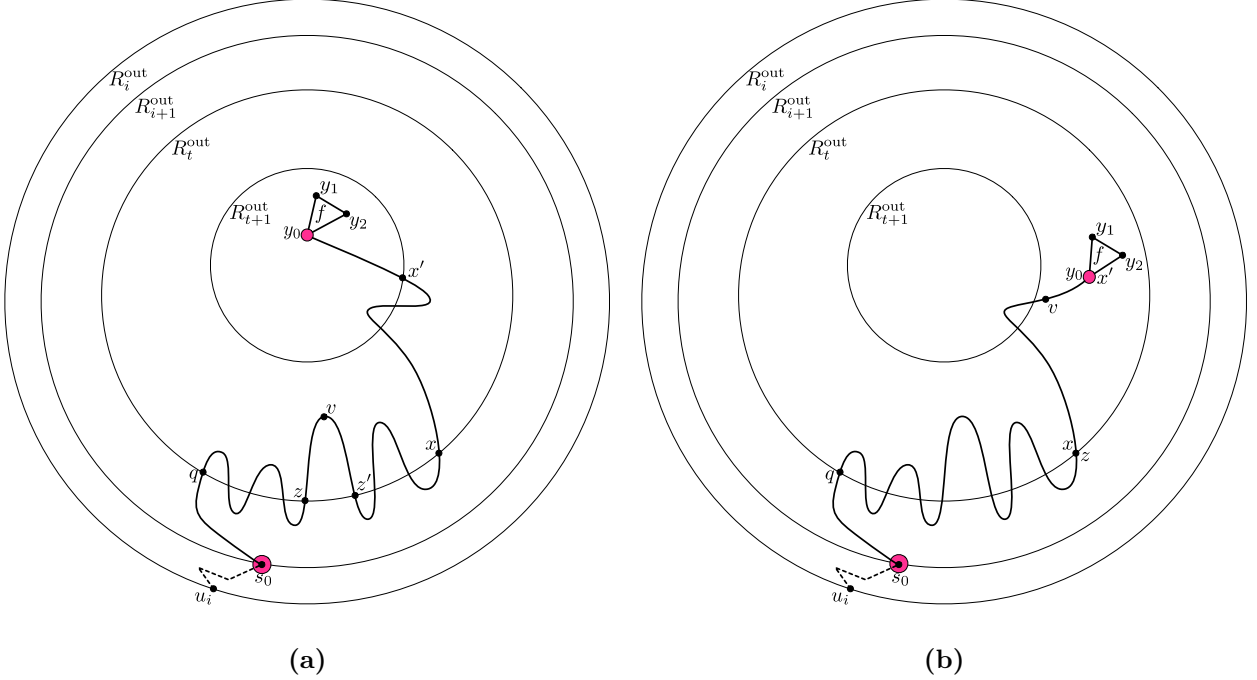 R_i^out
R_{i+1}^out
R_t^out
R_{t+1}^out
y_1
f
y_2
y_0
x'
v
x
q
z
z'
s_0
u_i
(a)
R_i^out
R_{i+1}^out
R_t^out
R_{t+1}^out
y_1
f
y_2
y_0
x'
v
x
z
q
s_0
u_i
(b)